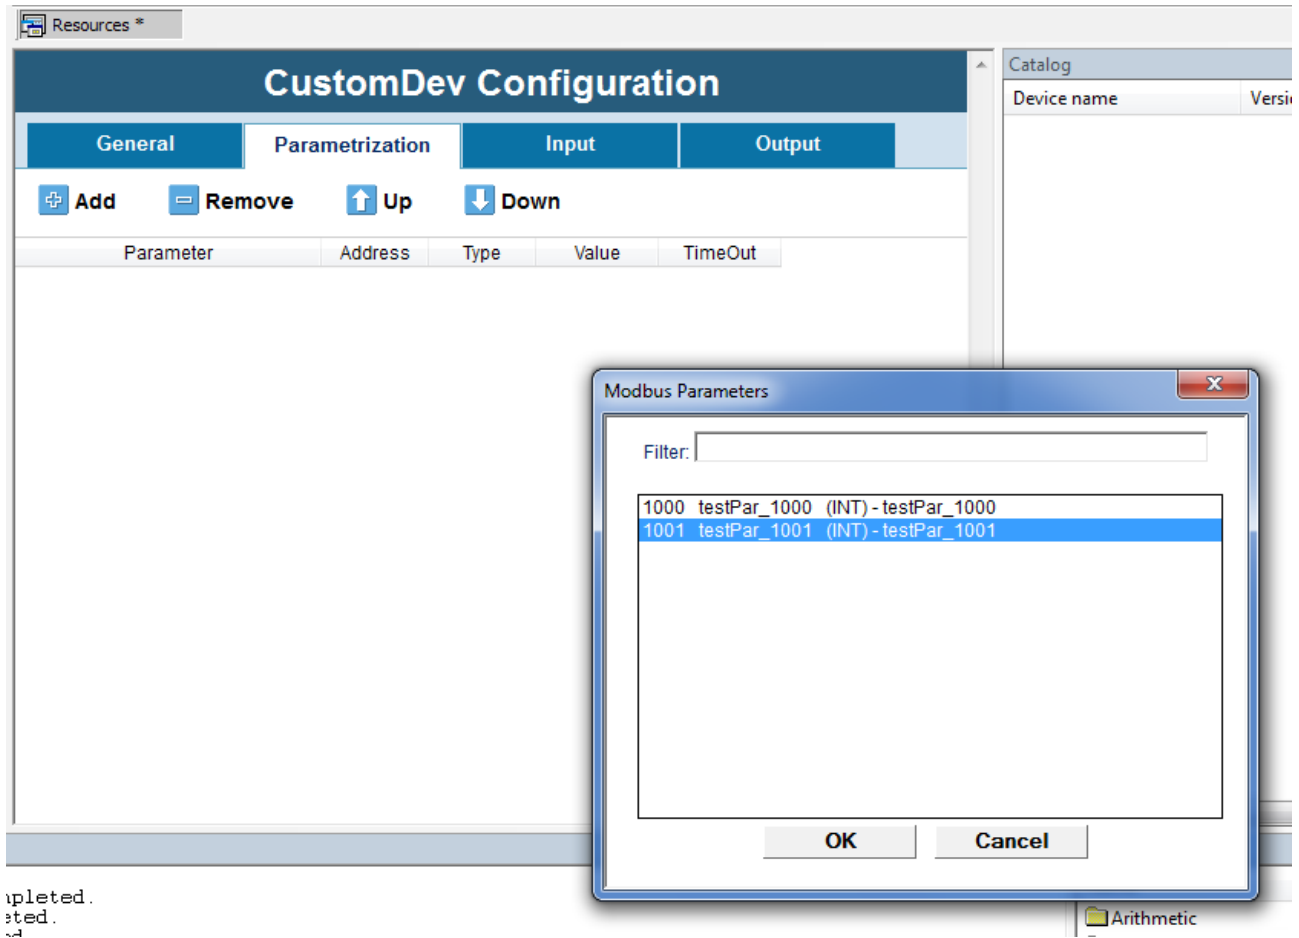 Resources *
CustomDev Configuration
General Parametrization Input Output
Add Remove Up Down
Parameter Address Type Value TimeOut
Catalog
Device name
Modbus Parameters
Filter:
1000 testPar_1000 (INT) - testPar_1000
1001 testPar_1001 (INT) - testPar_1001
OK Cancel
Arithmetic